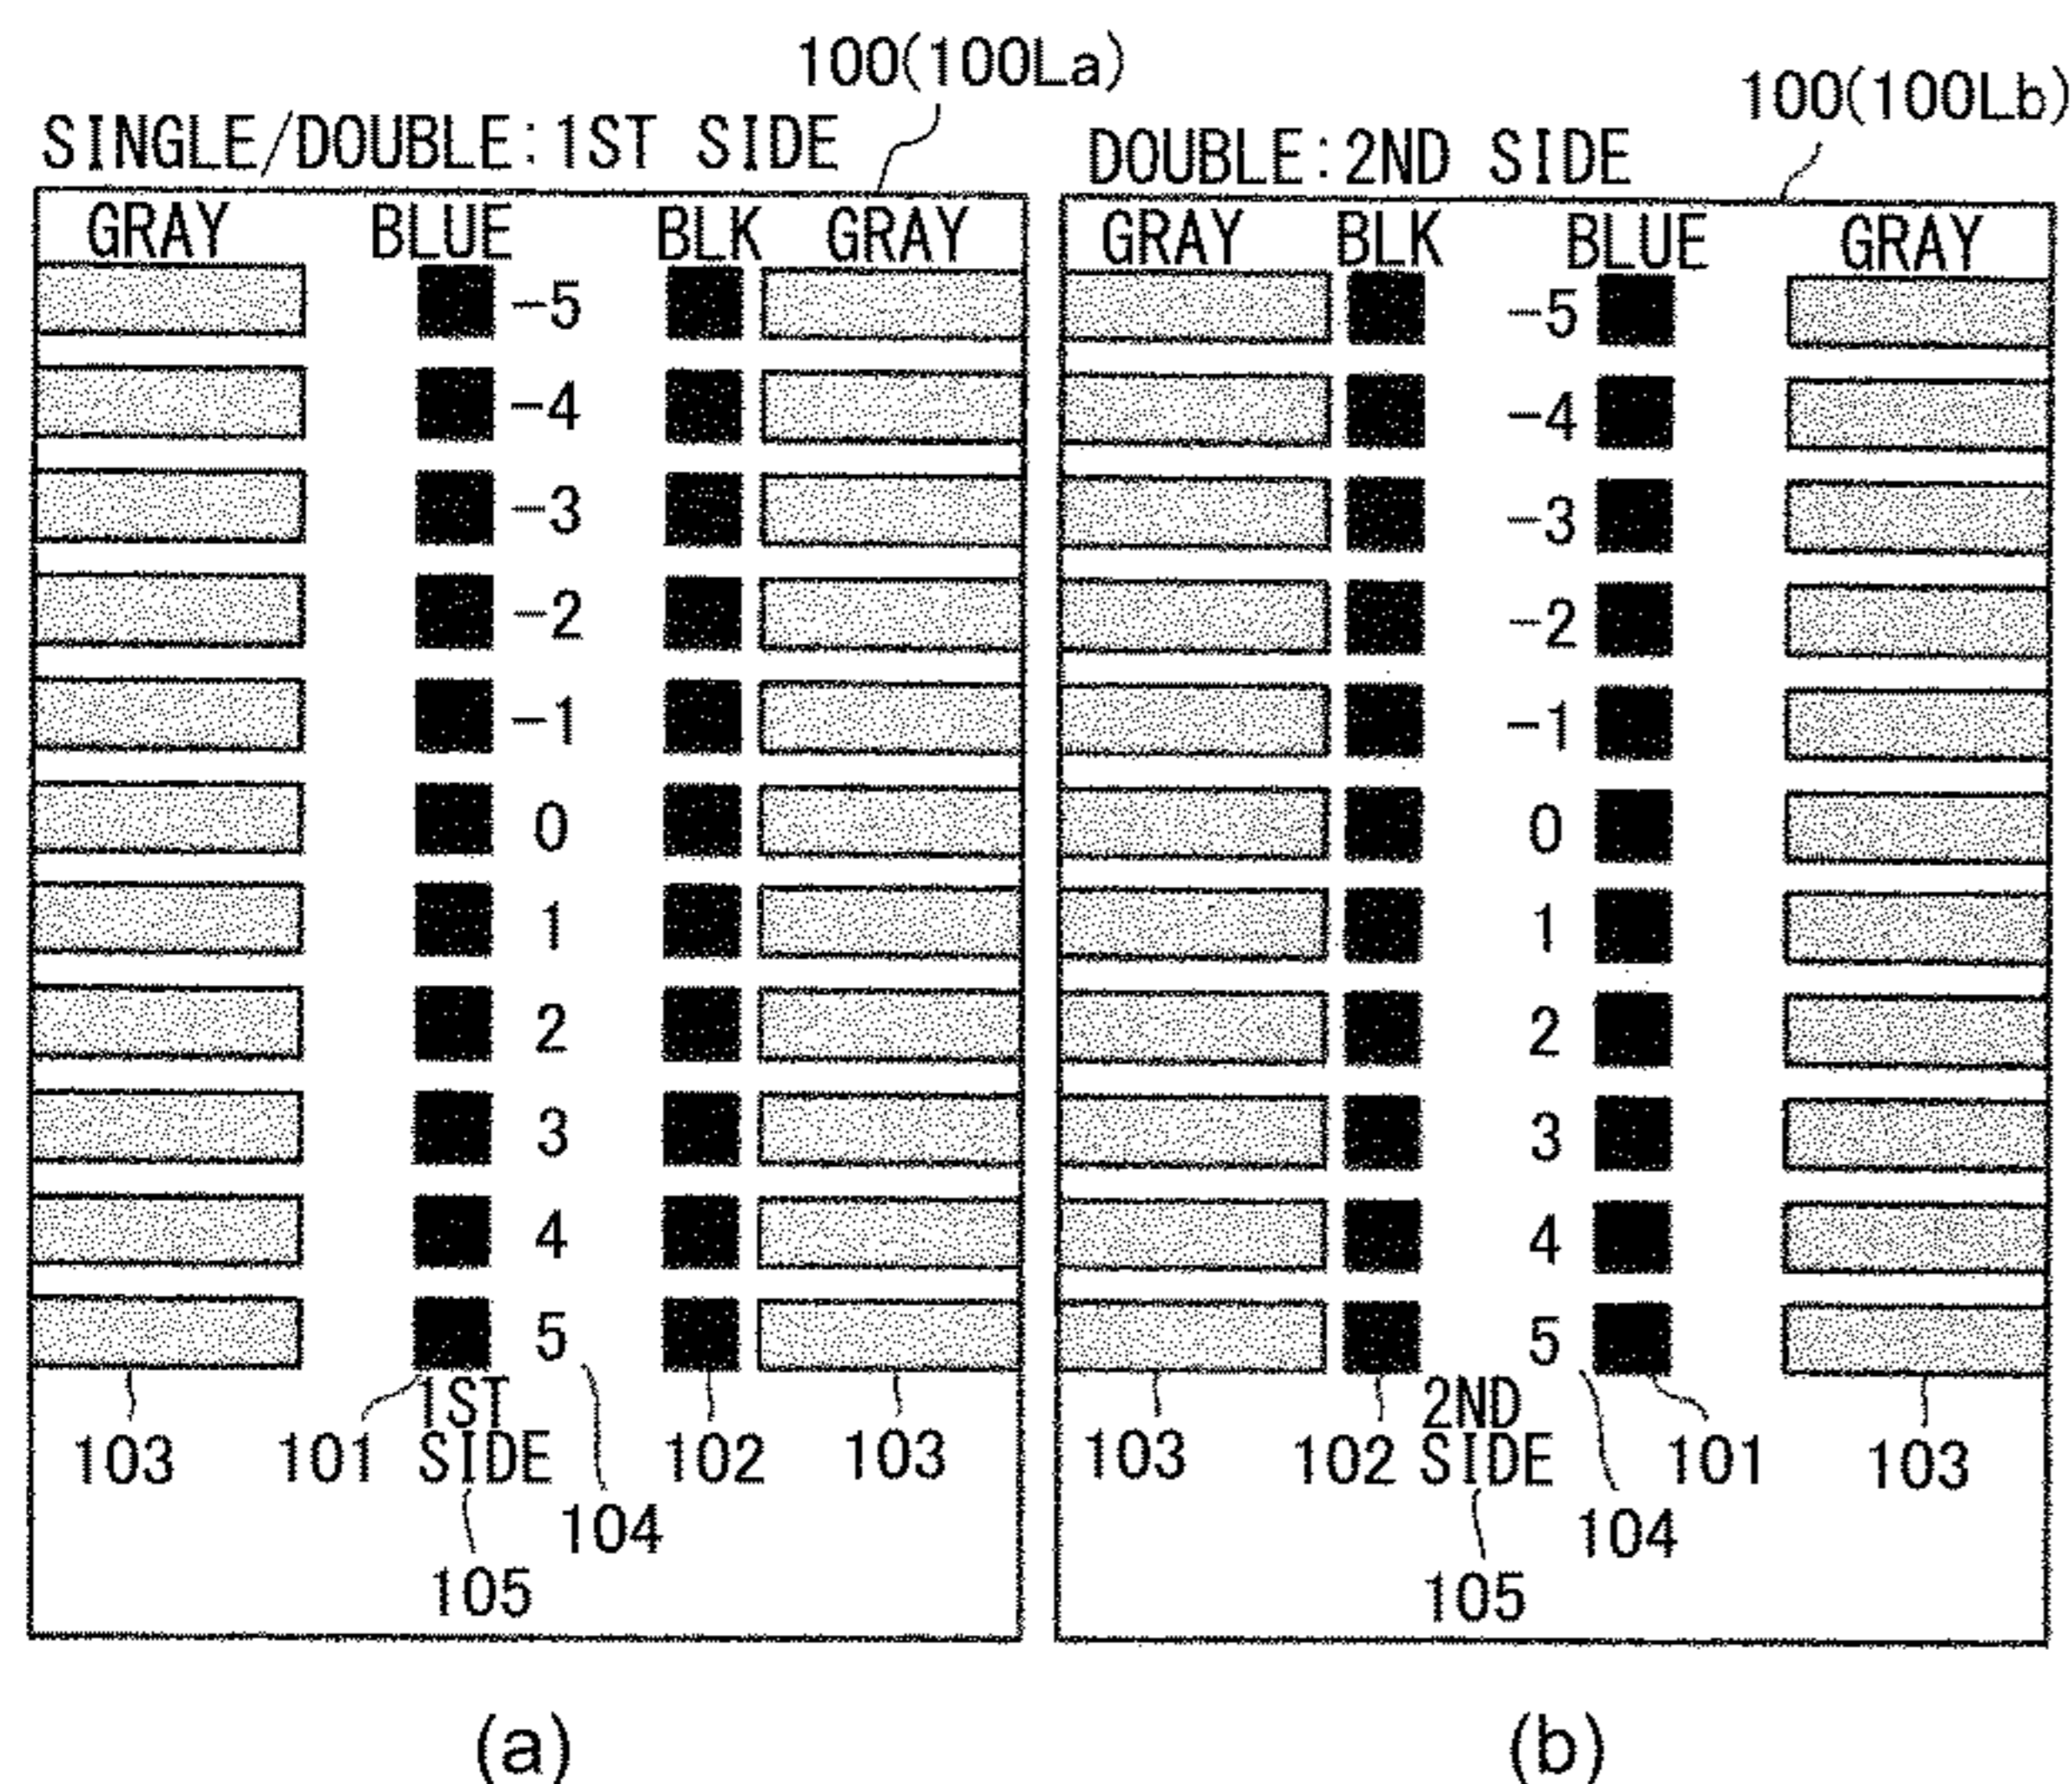 100(100La)
SINGLE/DOUBLE:1ST SIDE
GRAY BLUE BLK GRAY
-5
-4
-3
-2
-1
0
1
2
3
4
5
1ST
SIDE
103 101 102 103
104
105
(a)
100(100Lb)
DOUBLE:2ND SIDE
GRAY BLK BLUE GRAY
-5
-4
-3
-2
-1
0
1
2
3
4
5
2ND
SIDE
103 102 101 103
104
105
(b)